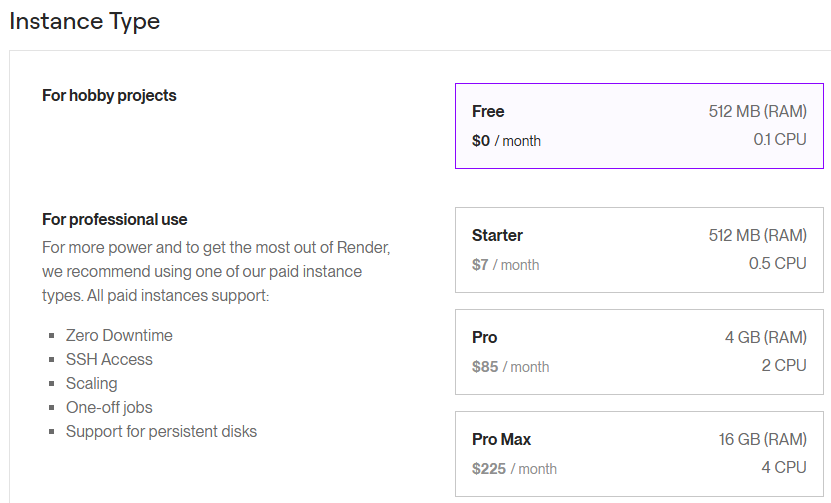 Instance Type
For hobby projects
Free
512 MB (RAM)
$0 / month
0.1 CPU
For professional use
For more power and to get the most out of Render,
we recommend using one of our paid instance
types. All paid instances support:
Zero Downtime
SSH Access
Scaling
One-off jobs
Support for persistent disks
Starter
512 MB (RAM)
$7 / month
0.5 CPU
Pro
4 GB (RAM)
$85 / month
2 CPU
Pro Max
16 GB (RAM)
$225 / month
4 CPU